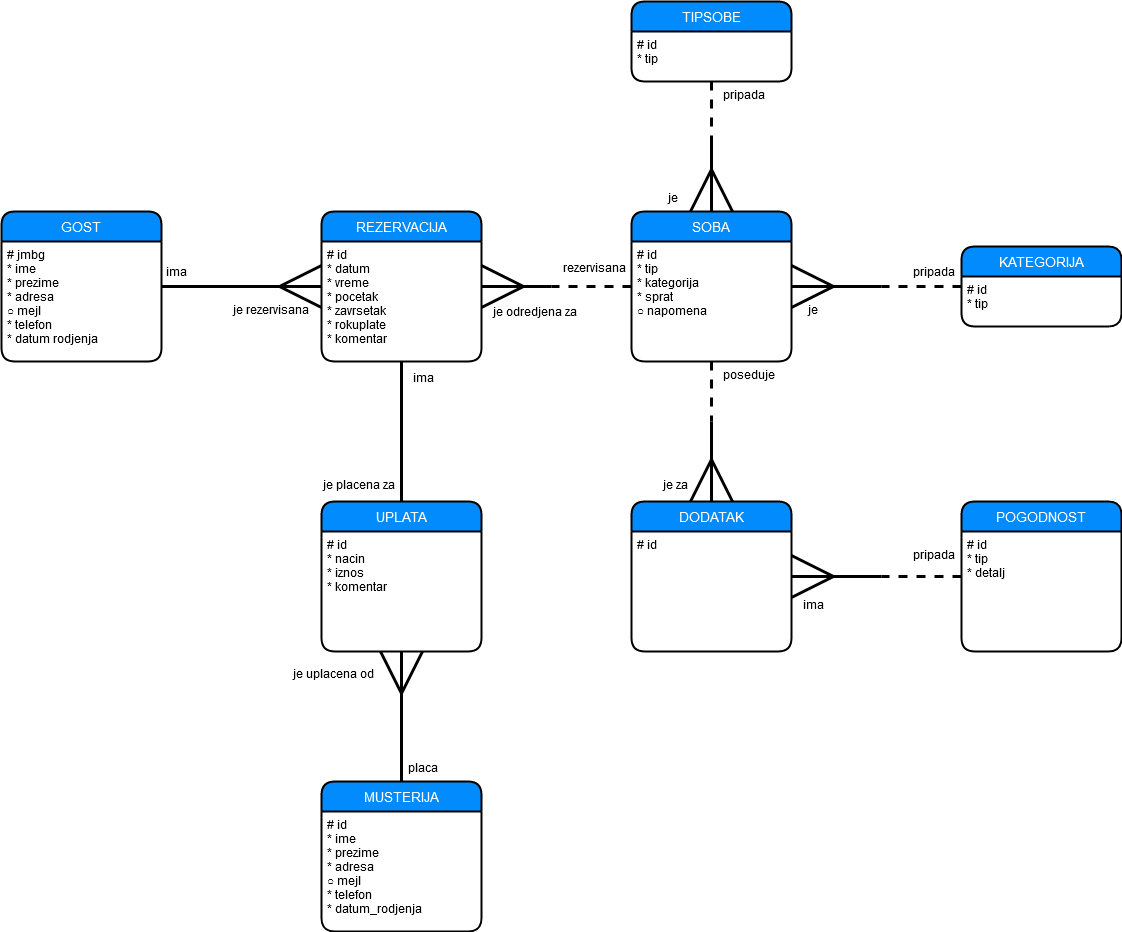 TIPSOBE
# id
* tip
pripada
je
GOST
# jmbg
* ime
* prezime
* adresa
○ mejl
* telefon
* datum rodjenja
ima
je rezervisana
REZERVACIJA
# id
* datum
* vreme
* pocetak
* zavrsetak
* rokuplate
* komentar
rezervisana
je odredjena za
SOBA
# id
* tip
* kategorija
* sprat
○ napomena
pripada
je
KATEGORIJA
# id
* tip
ima
je placena za
poseduje
je za
UPLATA
# id
* nacin
* iznos
* komentar
DODATAK
# id
pripada
ima
POGODNOST
# id
* tip
* detalj
je uplacena od
placa
MUSTERIJA
# id
* ime
* prezime
* adresa
○ mejl
* telefon
* datum_rodjenja